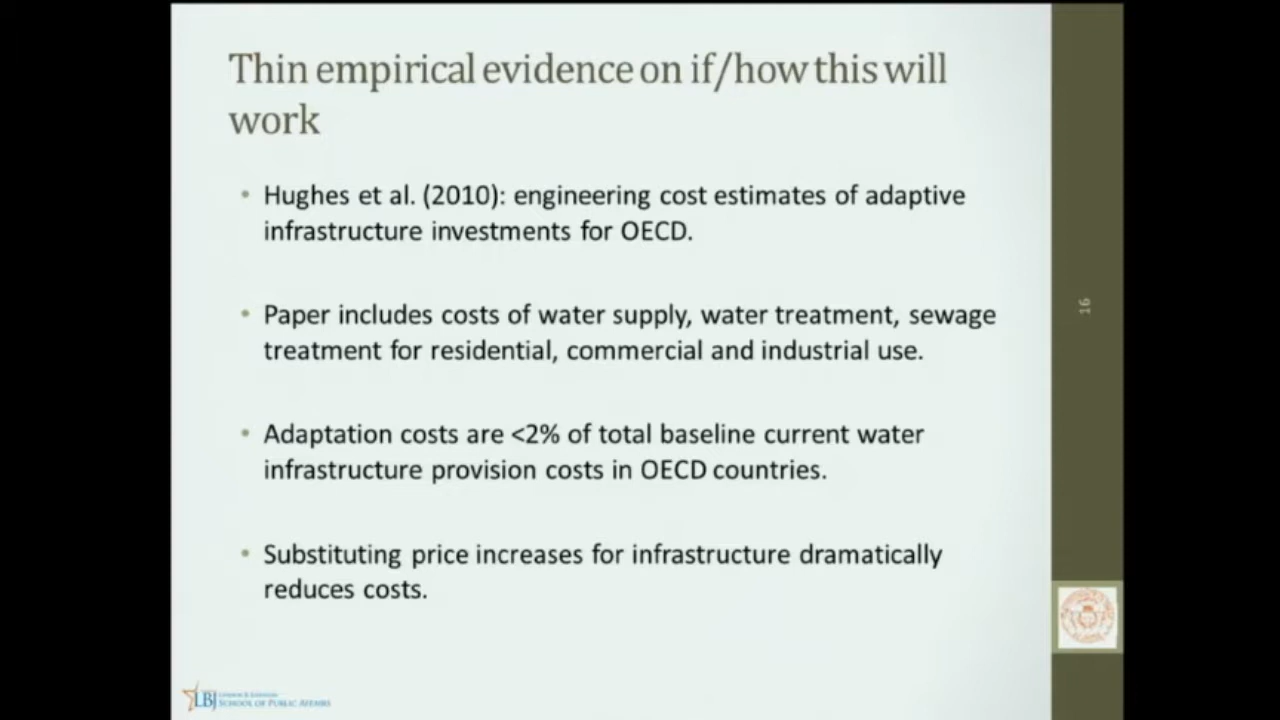 Thin empirical evidence on if/how this will
work
• Hughes et al. (2010): engineering cost estimates of adaptive
infrastructure investments for OECD.
• Paper includes costs of water supply, water treatment, sewage
treatment for residential, commercial and industrial use.
• Adaptation costs are <2% of total baseline current water
infrastructure provision costs in OECD countries.
• Substituting price increases for infrastructure dramatically
reduces costs.
16
LBJ
School of Public Affairs